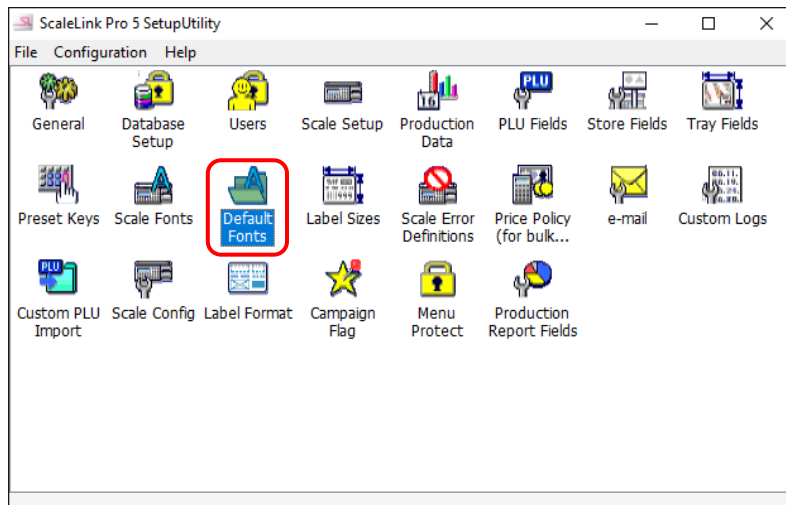 ScaleLink Pro 5 SetupUtility
File Configuration Help
General
Database
Setup
Users
Scale Setup
Production
Data
PLU Fields
Store Fields
Tray Fields
Preset Keys
Scale Fonts
Default
Fonts
Label Sizes
Scale Error
Definitions
Price Policy
(for bulk...
e-mail
Custom Logs
Custom PLU
Import
Scale Config
Label Format
Campaign
Flag
Menu
Protect
Production
Report Fields